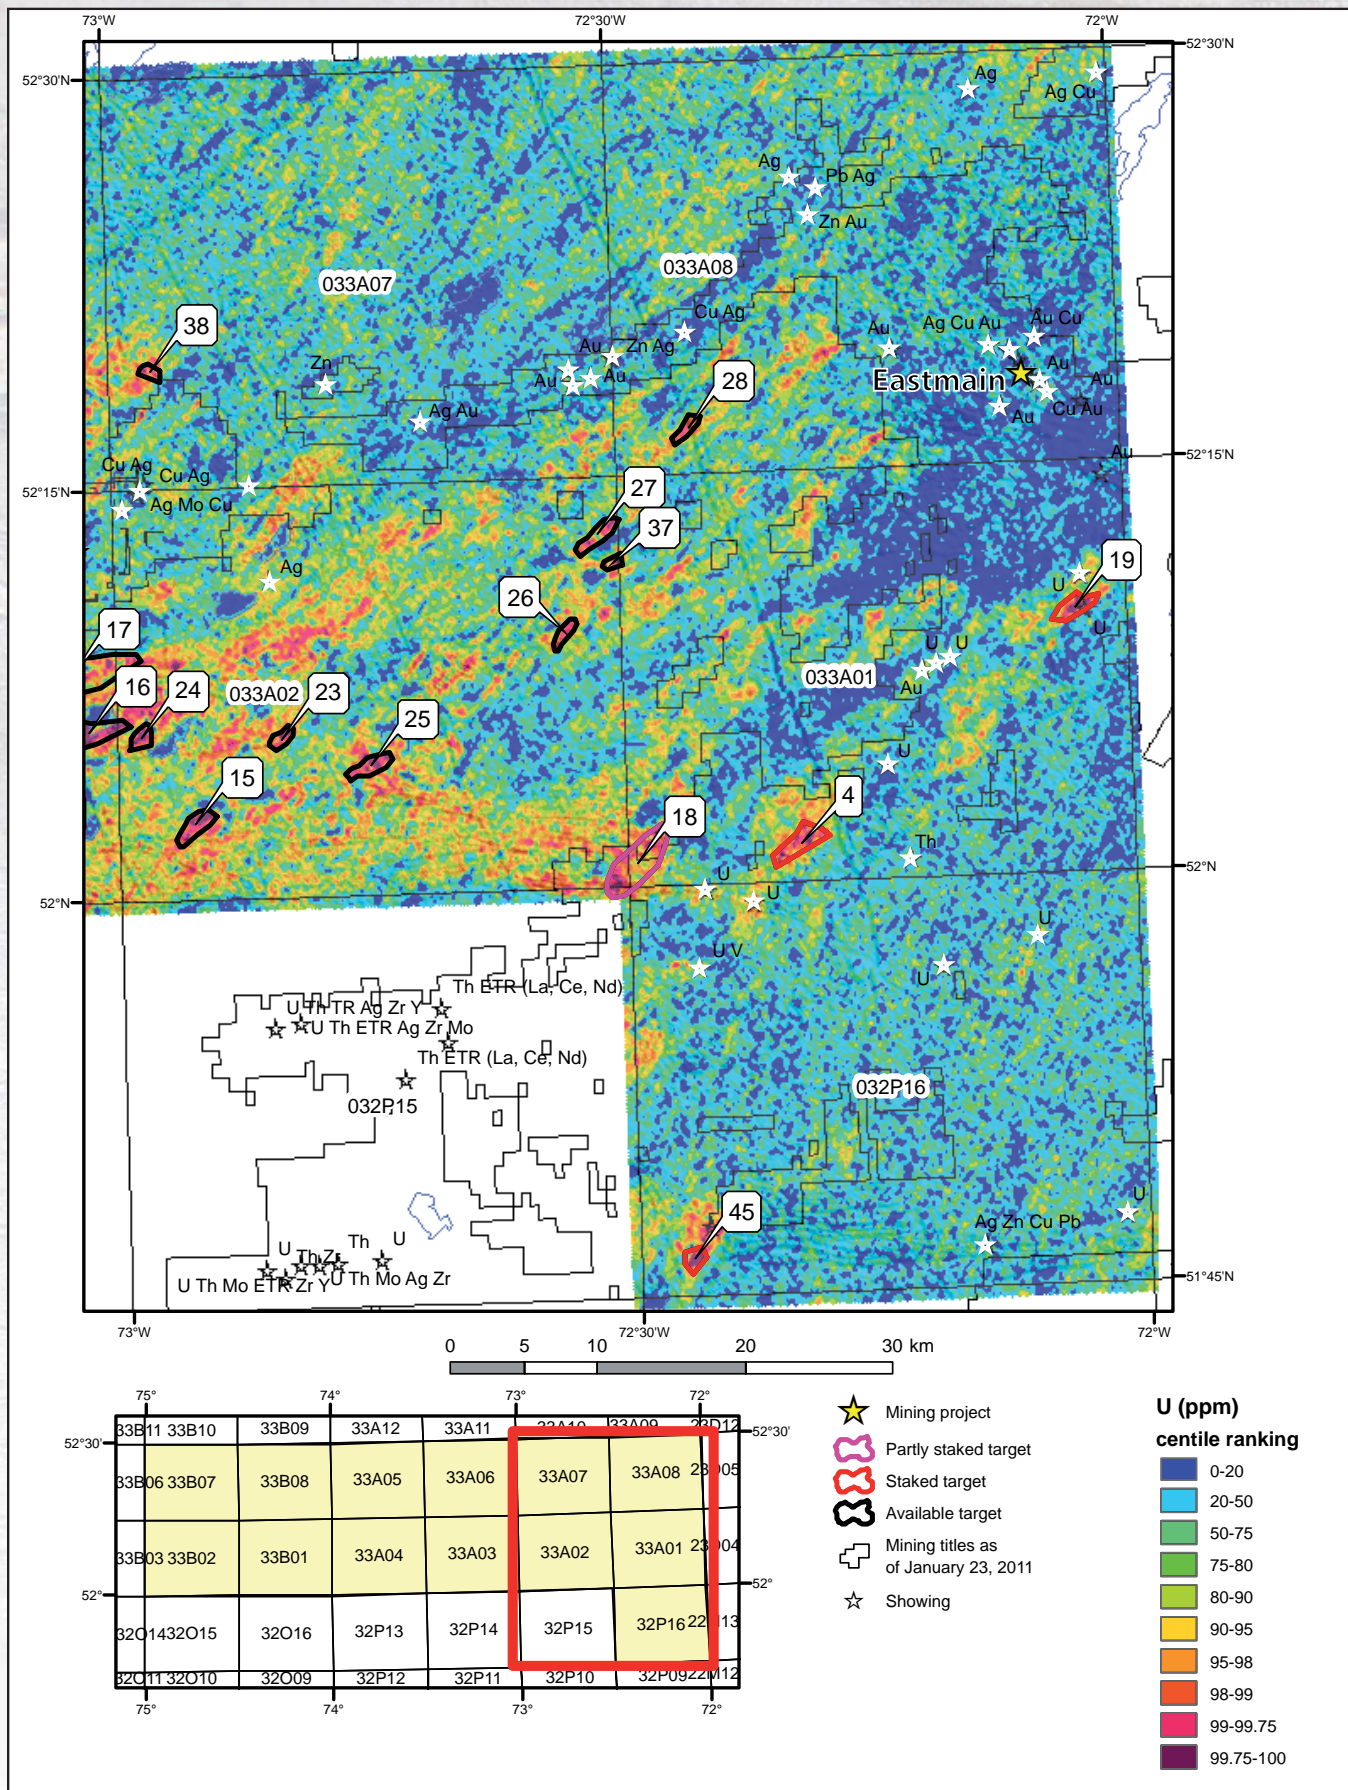 73°W
72°30'W
72°W
52°30'N
52°30'N
Ag
Ag Cu
Ag
Pb Ag
Zn Au
033A08
033A07
Cu Ag
38
Au
Ag Cu Au
Au Cu
Au
Zn Ag
Zn
Au
Au
Au
Eastmain
Au
28
Ag Au
Au
Cu Au
Au
52°15'N
Cu Ag
Cu Ag
52°15'N
27
Ag Mo Cu
37
19
Ag
U
26
U
17
U
U
033A01
16
24
033A02
23
Au
25
U
15
18
4
Th
52°N
U
U
52°N
U
U V
U
Th ETR (La, Ce, Nd)
U Th TR Ag Zr Y
U Th ETR Ag Zr Mo
Th ETR (La, Ce, Nd)
032P15
032P16
45
U
Ag Zn Cu Pb
U
Th
U
Th Zr
U Th Mo ETR Zr Y
U Th Mo Ag Zr
51°45'N
73°W
72°30'W
72°W
0
5
10
20
30 km
75°
74°
73°
72°
52°30'
52°30'
33B11
33B10
33B09
33A12
33A11
33A10
33A09
23D12
33B06
33B07
33B08
33A05
33A06
33A07
33A08
23D05
33B03
33B02
33B01
33A04
33A03
33A02
33A01
23D04
52°
52°
32O14
32O15
32O16
32P13
32P14
32P15
32P16
22M13
32O11
32O10
32O09
32P12
32P11
32P10
32P09
22M12
75°
74°
73°
72°
Mining project
Partly staked target
Staked target
Available target
Mining titles as
of January 23, 2011
Showing
U (ppm)
centile ranking
0-20
20-50
50-75
75-80
80-90
90-95
95-98
98-99
99-99.75
99.75-100